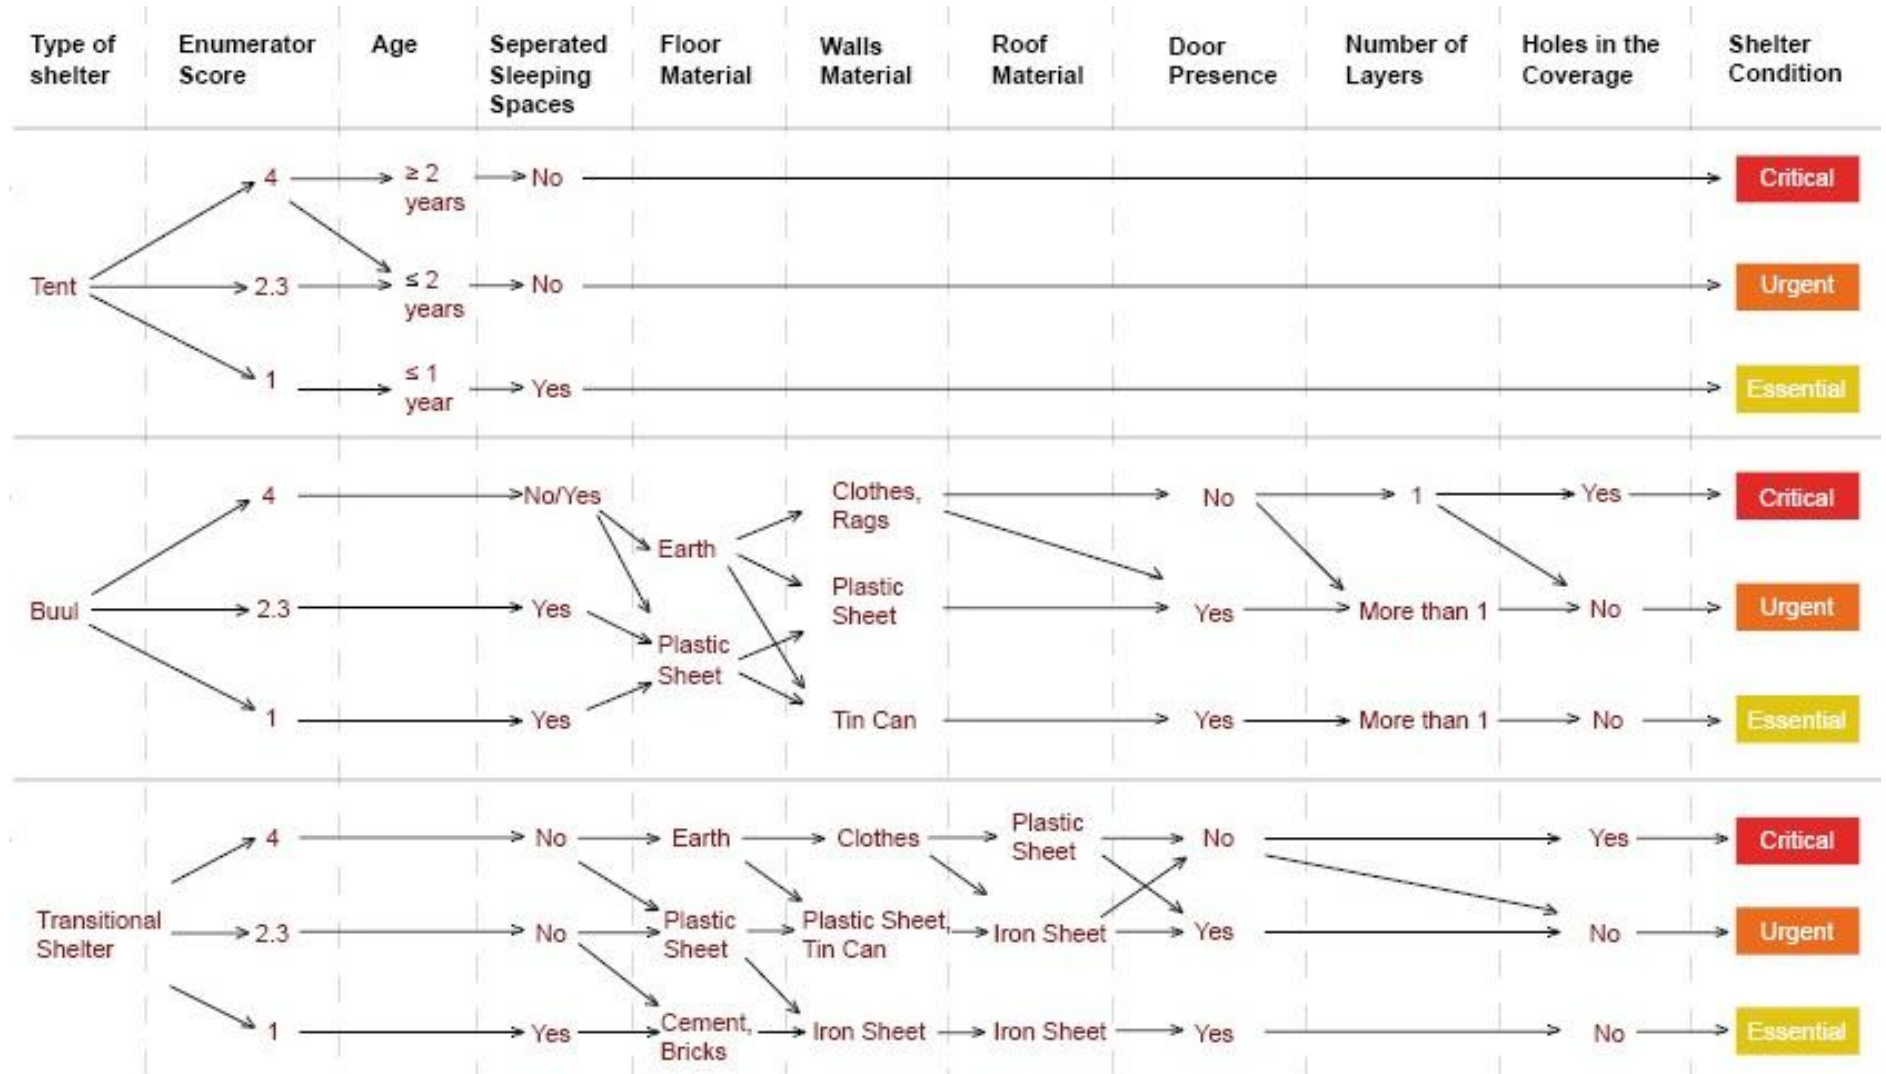 Type of shelter
Enumerator Score
Age
Seperated Sleeping Spaces
Floor Material
Walls Material
Roof Material
Door Presence
Number of Layers
Holes in the Coverage
Shelter Condition
Tent
4
≥ 2 years
No
Critical
2.3
≤ 2 years
No
Urgent
1
≤ 1 year
Yes
Essential
Buul
4
No/Yes
Earth
Clothes, Rags
No
1
Yes
Critical
2.3
Yes
Plastic Sheet
Plastic Sheet
Yes
More than 1
No
Urgent
1
Yes
Tin Can
Yes
More than 1
No
Essential
Transitional Shelter
4
No
Earth
Clothes
Plastic Sheet
No
Yes
Critical
2.3
No
Plastic Sheet
Plastic Sheet, Tin Can
Iron Sheet
Yes
No
Urgent
1
Yes
Cement, Bricks
Iron Sheet
Iron Sheet
Yes
No
Essential